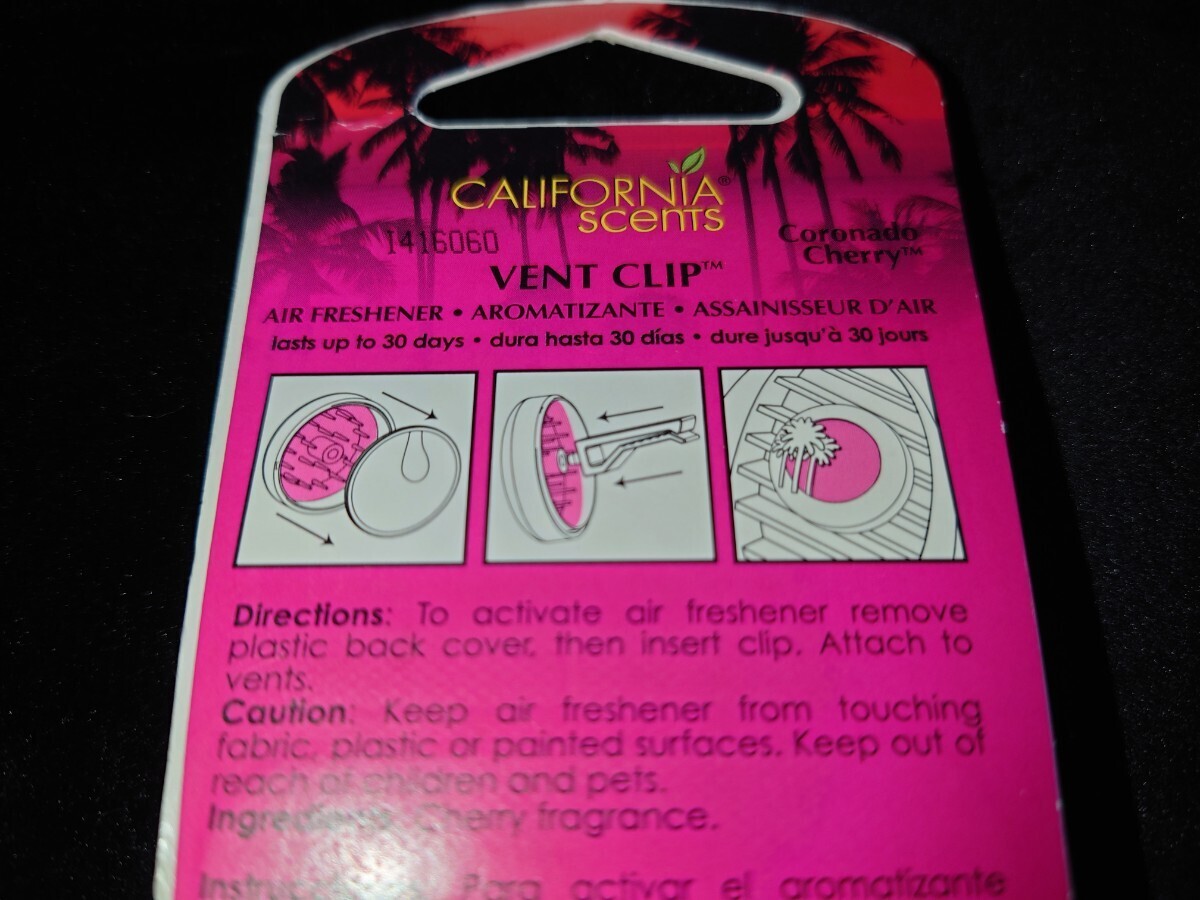 CALIFORNIA®
scents
I416060
Coronado
Cherry™
VENT CLIP™
AIR FRESHENER • AROMATIZANTE • ASSAINISSEUR D'AIR
lasts up to 30 days • dura hasta 30 días • dure jusqu'à 30 jours
Directions: To activate air freshener remove
plastic back cover, then insert clip. Attach to
vents.
Caution: Keep air freshener from touching
fabric, plastic or painted surfaces. Keep out of
reach of children and pets.
Ingredients: Cherry fragrance.
Para activar el aromatizante